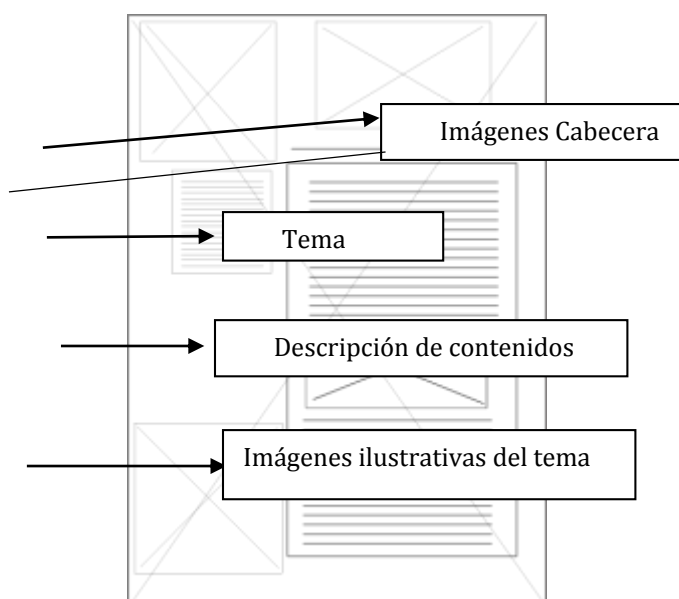 Imágenes Cabecera
Tema
Descripción de contenidos
Imágenes ilustrativas del tema